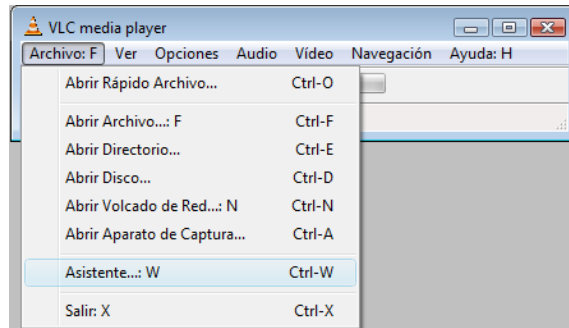 VLC media player
Archivo: F Ver Opciones Audio Vídeo Navegación Ayuda: H
Abrir Rápido Archivo... Ctrl-O
Abrir Archivo...: F Ctrl-F
Abrir Directorio... Ctrl-E
Abrir Disco... Ctrl-D
Abrir Volcado de Red...: N Ctrl-N
Abrir Aparato de Captura... Ctrl-A
Asistente...: W Ctrl-W
Salir: X Ctrl-X